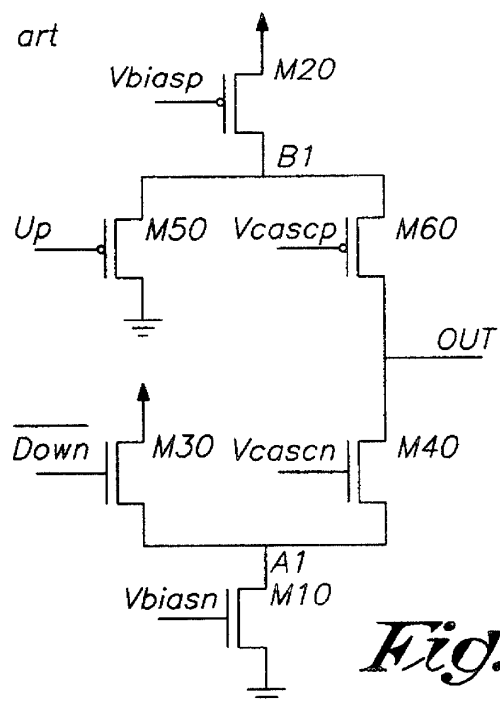 art
M20
Vbiasp
B1
Up
M50
Vcascp
M60
OUT
Down
M30
Vcascn
M40
A1
Vbiasn
M10
Fig.